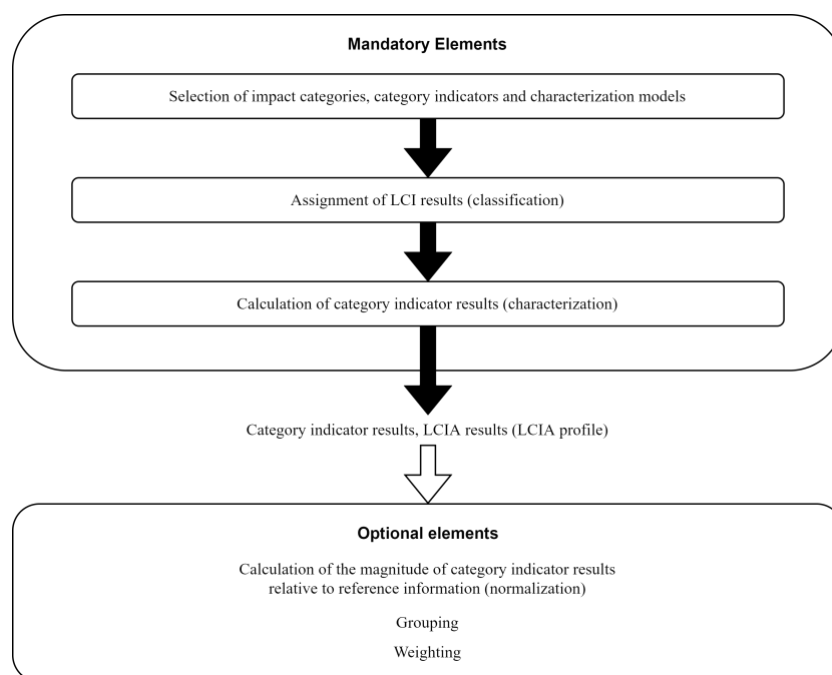 Mandatory Elements
Selection of impact categories, category indicators and characterization models
Assignment of LCI results (classification)
Calculation of category indicator results (characterization)
Category indicator results, LCIA results (LCIA profile)
Optional elements
Calculation of the magnitude of category indicator results
relative to reference information (normalization)
Grouping
Weighting